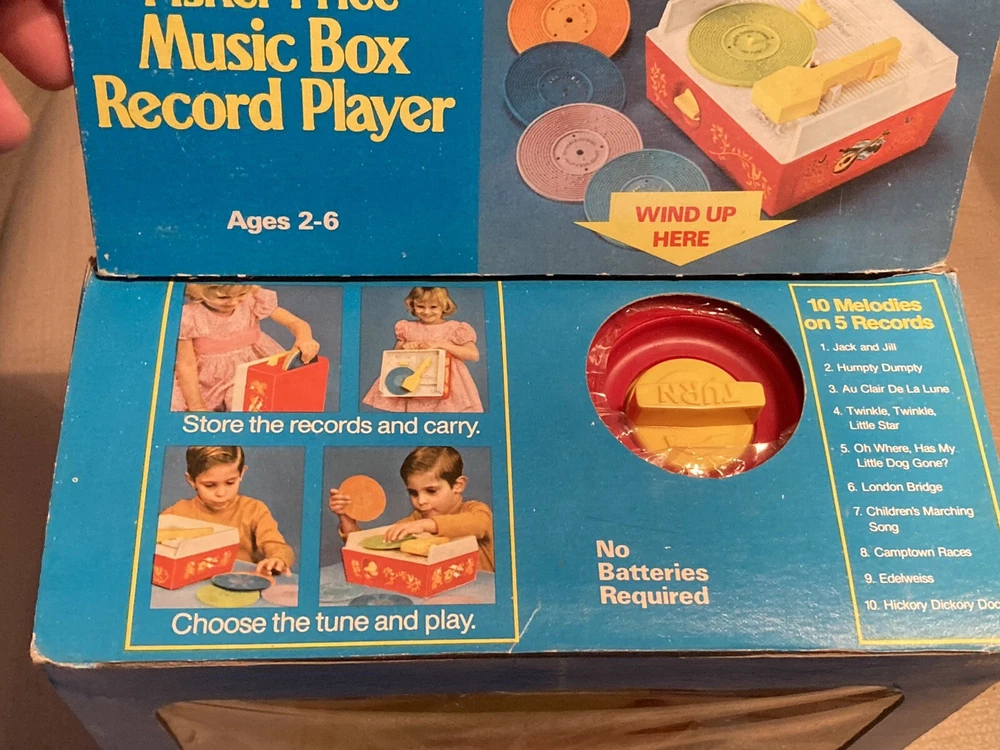 Fisher-Price
Music Box
Record Player
Ages 2-6
WIND UP
HERE
Store the records and carry.
Choose the tune and play.
TURN
No
Batteries
Required
10 Melodies
on 5 Records
1. Jack and Jill
2. Humpty Dumpty
3. Au Clair De La Lune
4. Twinkle, Twinkle,
Little Star
5. Oh Where, Has My
Little Dog Gone?
6. London Bridge
7. Children's Marching
Song
8. Camptown Races
9. Edelweiss
10. Hickory Dickory Doc